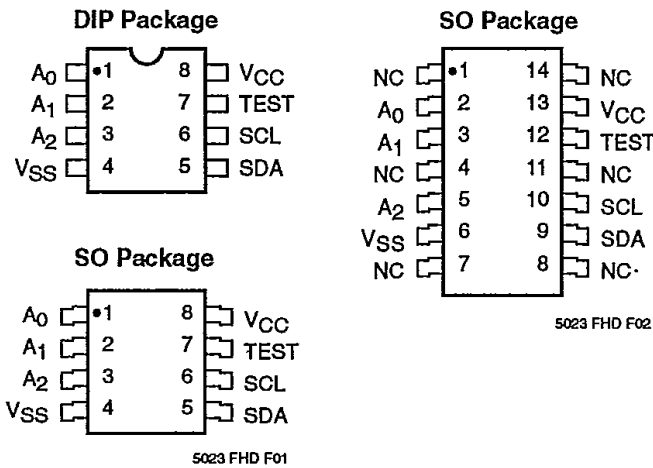 DIP Package
A0 1 8 VCC
A1 2 7 TEST
A2 3 6 SCL
VSS 4 5 SDA
SO Package
A0 1 8 VCC
A1 2 7 TEST
A2 3 6 SCL
VSS 4 5 SDA
5023 FHD F01
SO Package
NC 1 14 NC
A0 2 13 VCC
A1 3 12 TEST
NC 4 11 NC
A2 5 10 SCL
VSS 6 9 SDA
NC 7 8 NC
5023 FHD F02